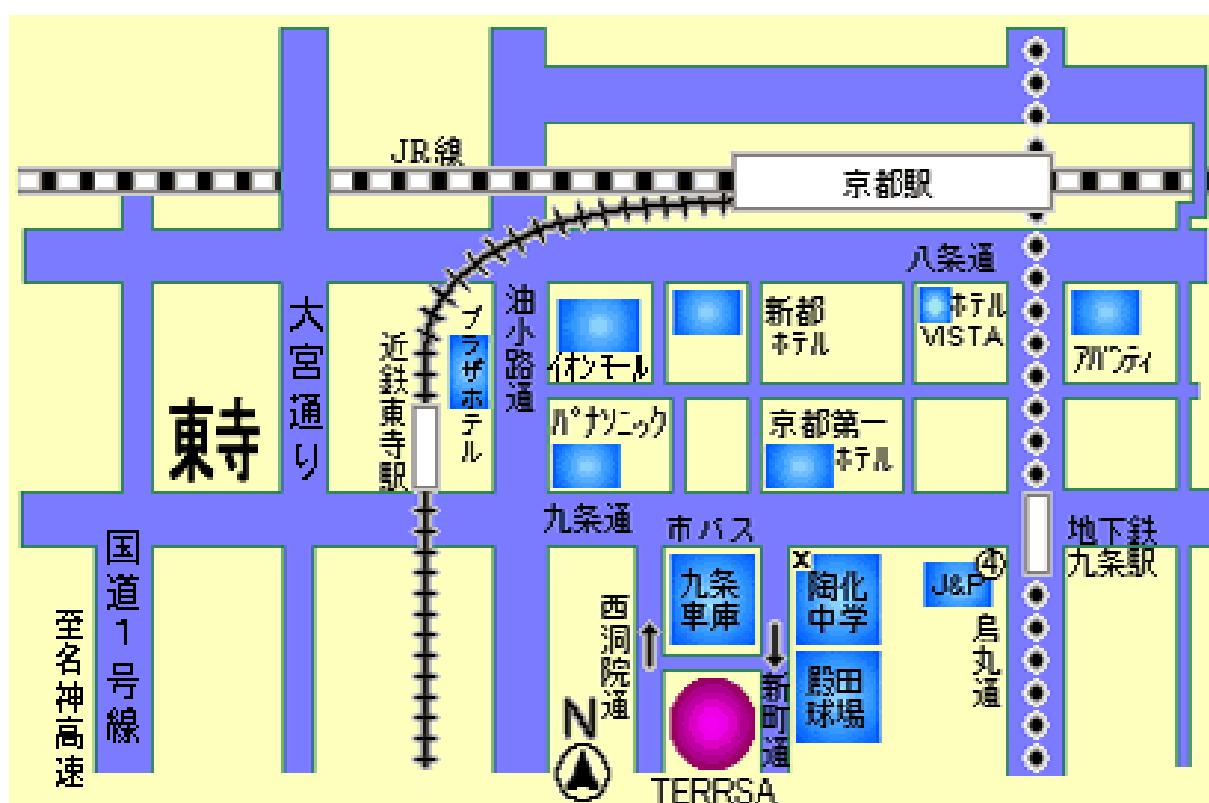 JR線
京都駅
八条通
大宮通り
近鉄東寺駅
プラザホテル
油小路通
イオンモール
新都
ホテル
ホテル
VISTA
アバンティ
東寺
パナソニック
京都第一
ホテル
九条通
市バス
九条
車庫
陶化
中学
x
J&P
④
地下鉄
九条駅
国道1号線
至名神高速
西洞院通
新町通
殿田
球場
烏丸通
N
TERRSA